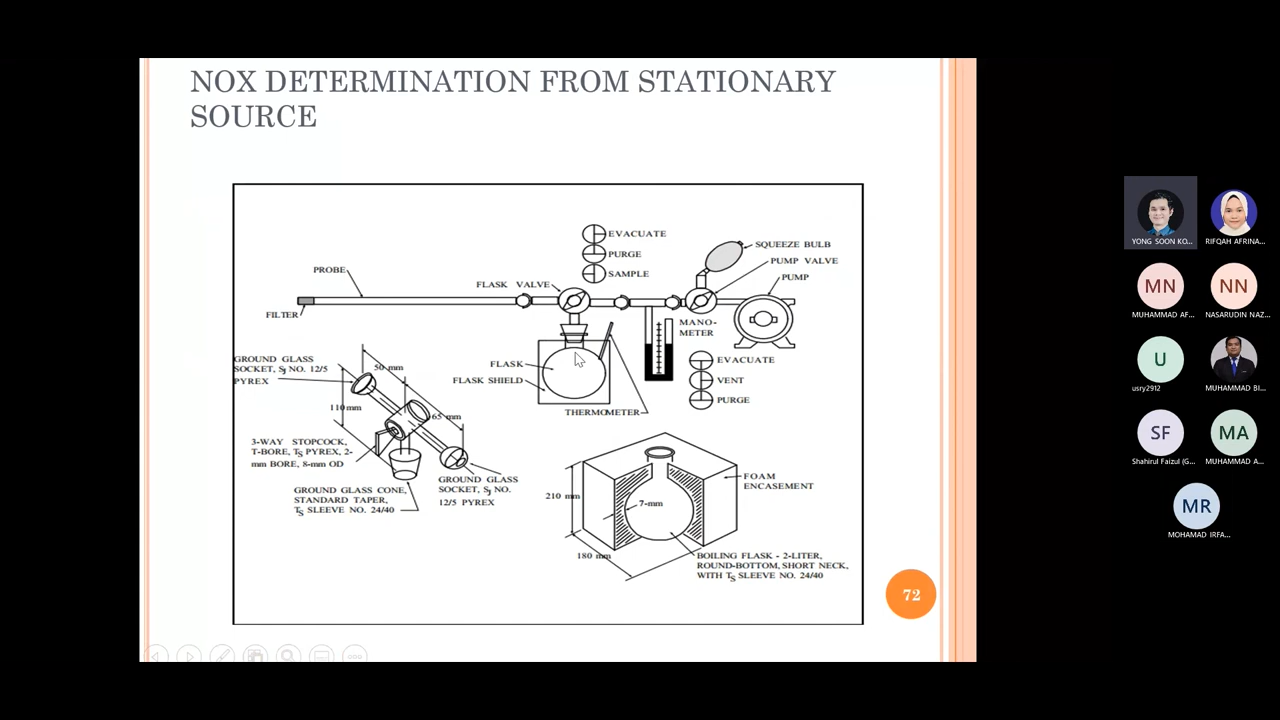 NOX DETERMINATION FROM STATIONARY
SOURCE
EVACUATE
PURGE
SAMPLE
SQUEEZE BULB
PUMP VALVE
PUMP
PROBE
FLASK VALVE
FILTER
MANO-
METER
GROUND GLASS
SOCKET, SJ NO. 12/5
PYREX
50 mm
FLASK
FLASK SHIELD
EVACUATE
VENT
PURGE
110 mm
65 mm
THERMOMETER
3-WAY STOPCOCK,
T-BORE, TS PYREX, 2-
mm BORE, 8-mm OD
GROUND GLASS CONE,
STANDARD TAPER,
TS SLEEVE NO. 24/40
GROUND GLASS
SOCKET, SJ NO.
12/5 PYREX
FOAM
ENCASEMENT
210 mm
7-mm
180 mm
BOILING FLASK - 2-LITER,
ROUND-BOTTOM, SHORT NECK,
WITH TS SLEEVE NO. 24/40
72
YONG SOON KO...
RIFQAH AFRINA...
MN
MUHAMMAD AF...
NN
NASARUDIN NAZ...
U
usry2912
MUHAMMAD BI...
SF
Shahirul Faizul (G...
MA
MUHAMMAD A...
MR
MOHAMAD IRFA...